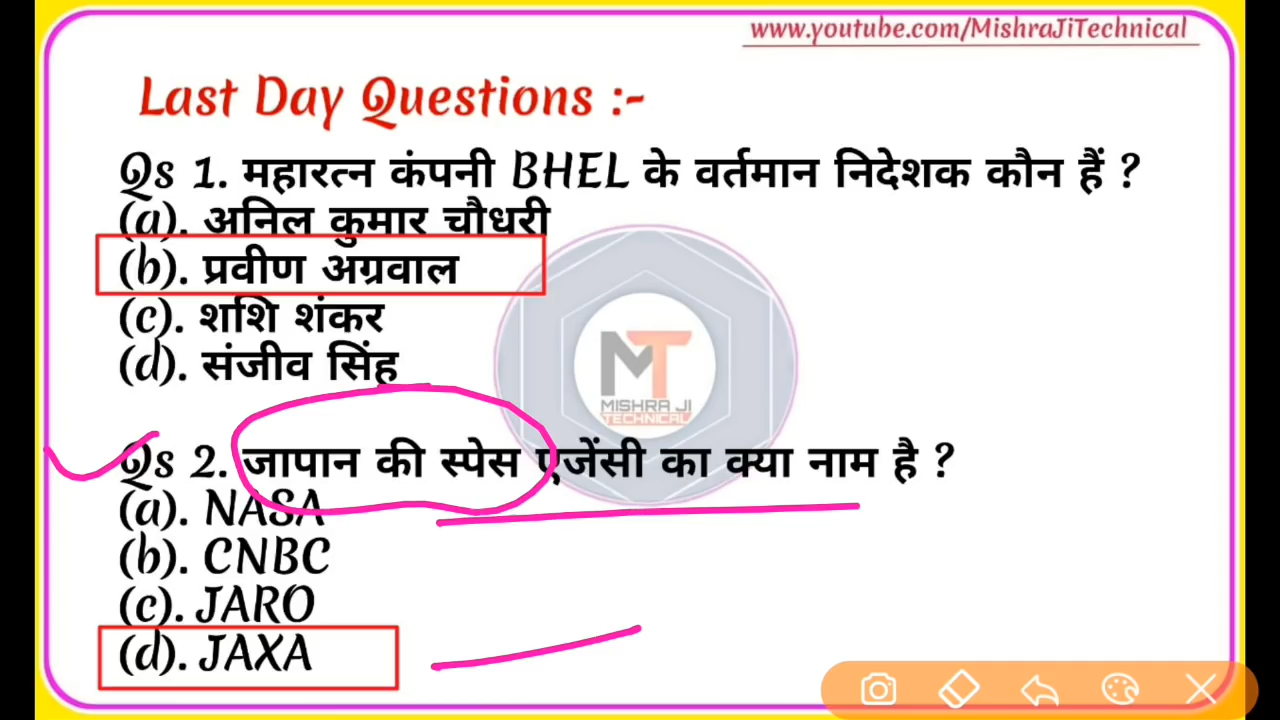 www.youtube.com/MishraJiTechnical
Last Day Questions :-
Qs 1. महारत्न कंपनी BHEL के वर्तमान निदेशक कौन हैं ?
(a). अनिल कुमार चौधरी
(b). प्रवीण अग्रवाल
(c). शशि शंकर
(d). संजीव सिंह
MT
MISHRA JI
TECHNICAL
Qs 2. जापान की स्पेस एजेंसी का क्या नाम है ?
(a). NASA
(b). CNBC
(c). JARO
(d). JAXA